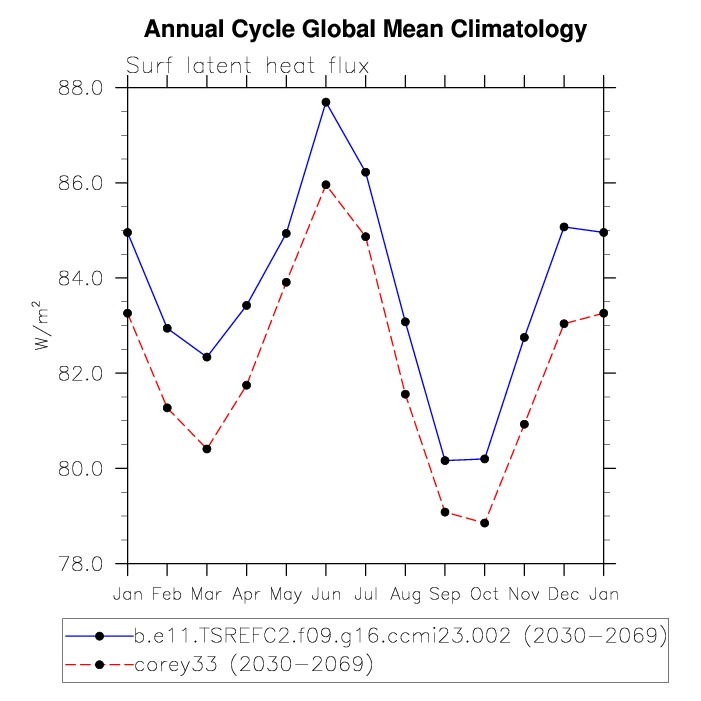 Annual Cycle Global Mean Climatology
Surf latent heat flux
88.0
86.0
84.0
82.0
80.0
78.0
W/m²
Jan Feb Mar Apr May Jun Jul Aug Sep Oct Nov Dec Jan
b.e11.TSREFC2.f09.g16.ccmi23.002 (2030−2069)
corey33 (2030−2069)